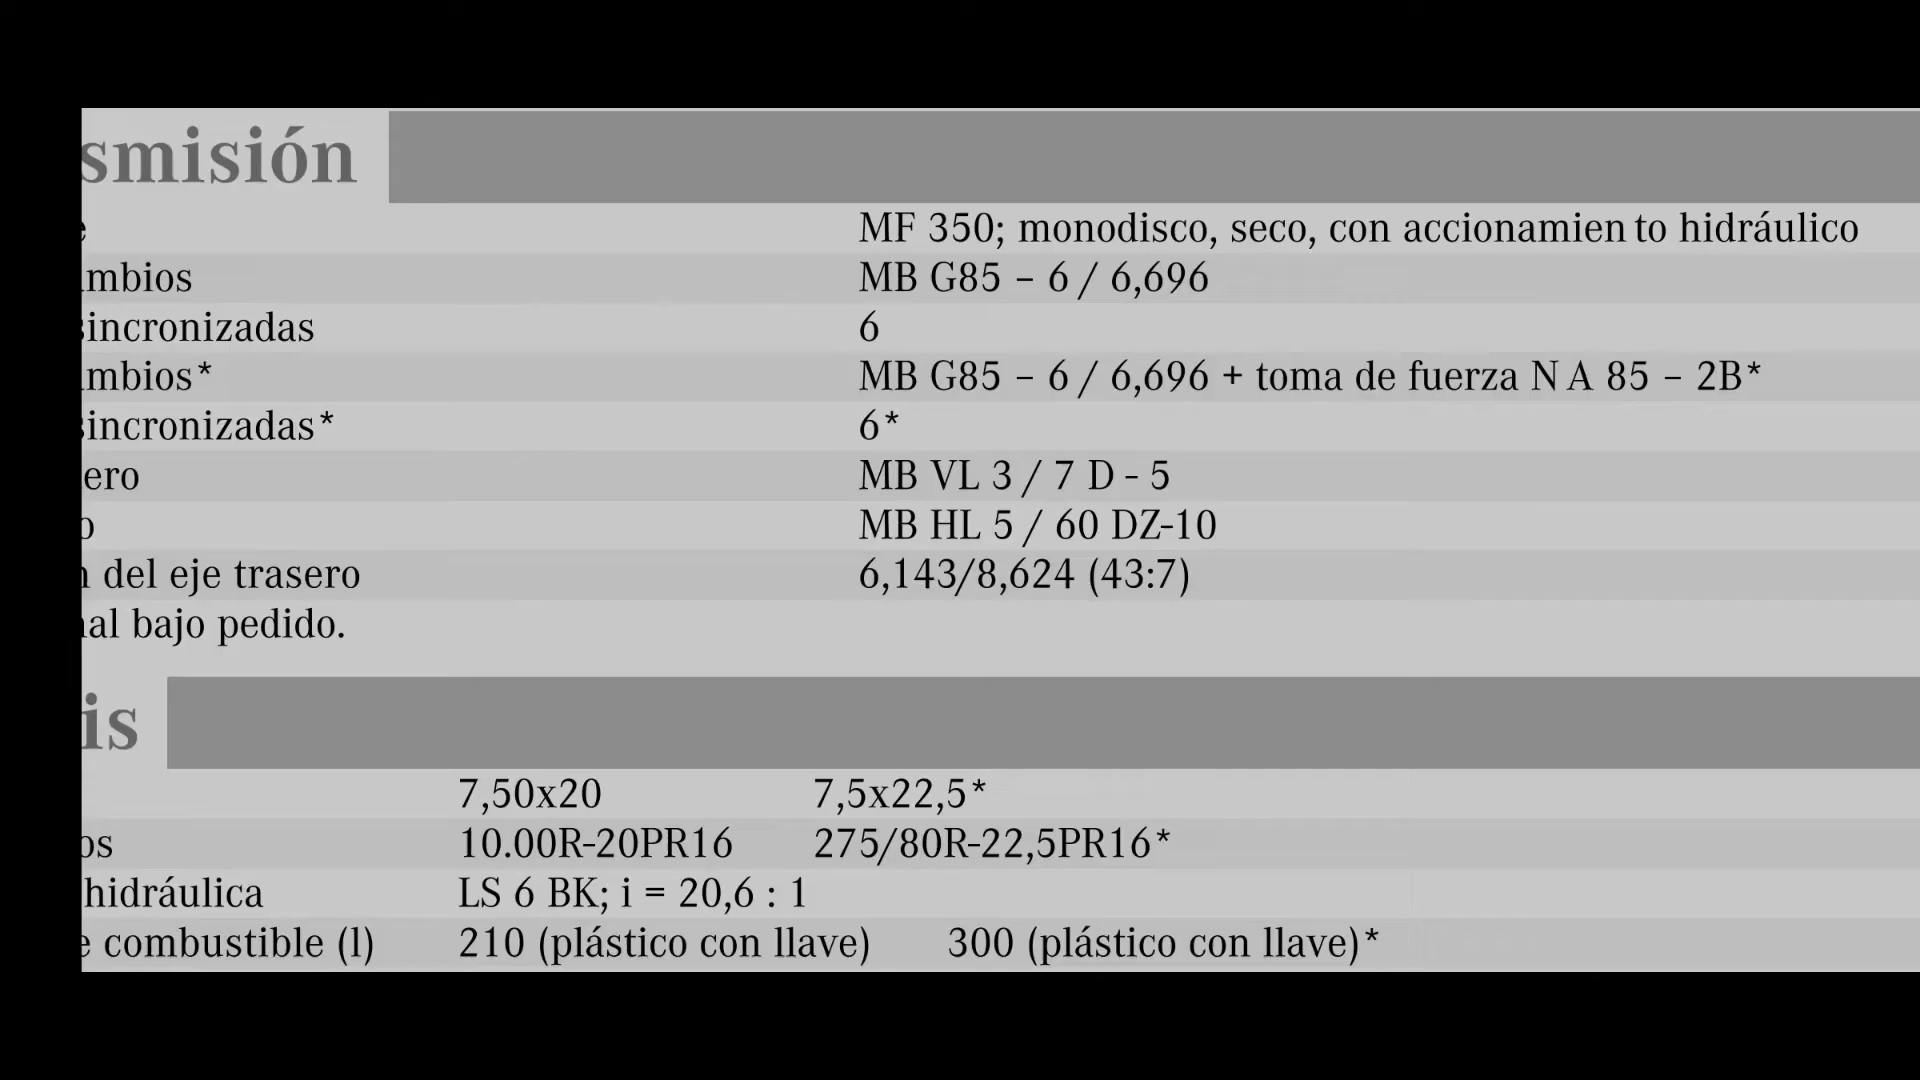 smisión
e MF 350; monodisco, seco, con accionamien to hidráulico
mbios MB G85 – 6 / 6,696
sincronizadas 6
mbios* MB G85 – 6 / 6,696 + toma de fuerza N A 85 – 2B*
sincronizadas* 6*
ero MB VL 3 / 7 D - 5
o MB HL 5 / 60 DZ-10
n del eje trasero 6,143/8,624 (43:7)
nal bajo pedido.
is
7,50x20 7,5x22,5*
os 10.00R-20PR16 275/80R-22,5PR16*
hidráulica LS 6 BK; i = 20,6 : 1
e combustible (l) 210 (plástico con llave) 300 (plástico con llave)*